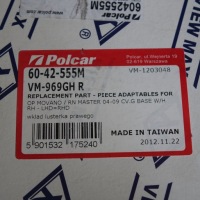 6042555M
Polcar
60-42-555M
VM-969GH R
VM-1203048
REPLACEMENT PART - PIECE ADAPTABLES FOR
OP MOVANO / RN MASTER 04-09 CV.G BASE W/H
RH - LHD=RHD
wkład lusterka prawego
MADE IN TAIWAN
5 901532 175240
2012.11.22